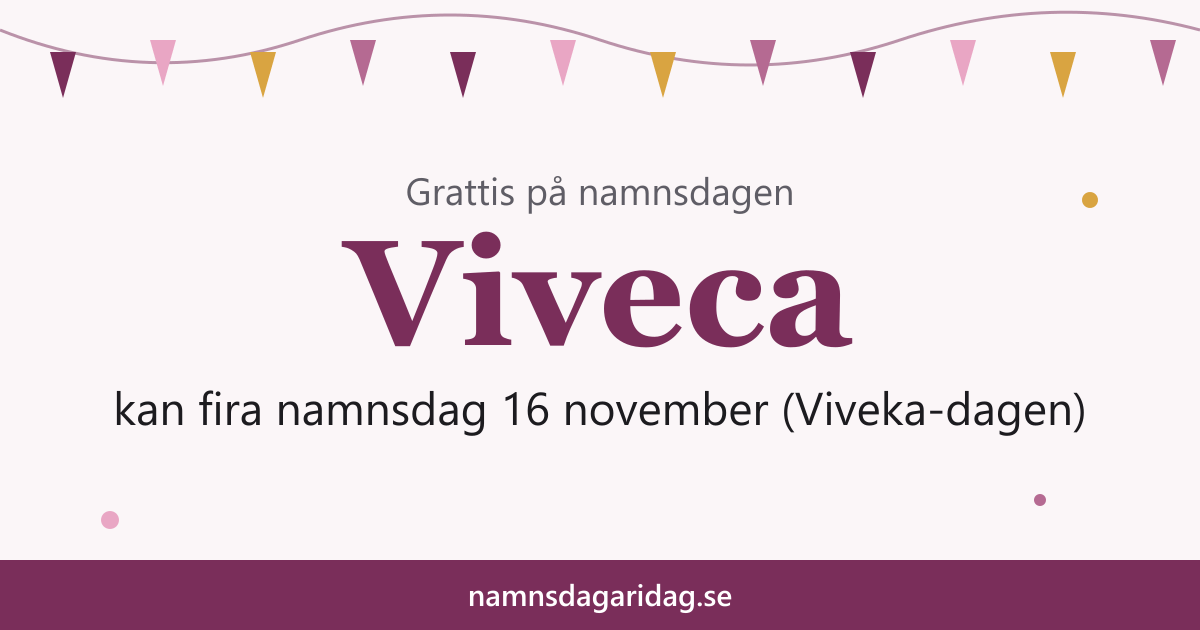 Grattis på namnsdagen
Viveca
kan fira namnsdag 16 november (Viveka-dagen)
namnsdagaridag.se